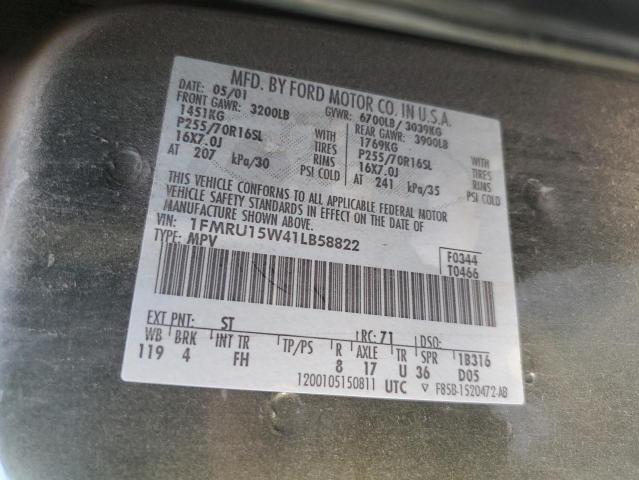 MFD. BY FORD MOTOR CO. IN U.S.A.
DATE: 05/01 GVWR: 6700LB/ 3039KG
FRONT GAWR: 3200LB REAR GAWR: 3900LB
1451KG WITH 1769KG WITH
P255/70R16SL TIRES P255/70R16SL TIRES
16X7.0J RIMS 16X7.0J RIMS
AT 207 kPa/30 PSI COLD AT 241 kPa/35 PSI COLD
THIS VEHICLE CONFORMS TO ALL APPLICABLE FEDERAL MOTOR
VEHICLE SAFETY STANDARDS IN EFFECT ON THE DATE OF
MANUFACTURE SHOWN ABOVE.
VIN: 1FMRU15W41LB58822
TYPE: MPV
F0344
T0466
EXT PNT: ST RC: 71 DSO:
WB BRK INT TR TP/PS R AXLE TR SPR 1B316
119 4 FH 8 17 U 36 D05
1200105150811 UTC ▽ F85B-1520472-AB